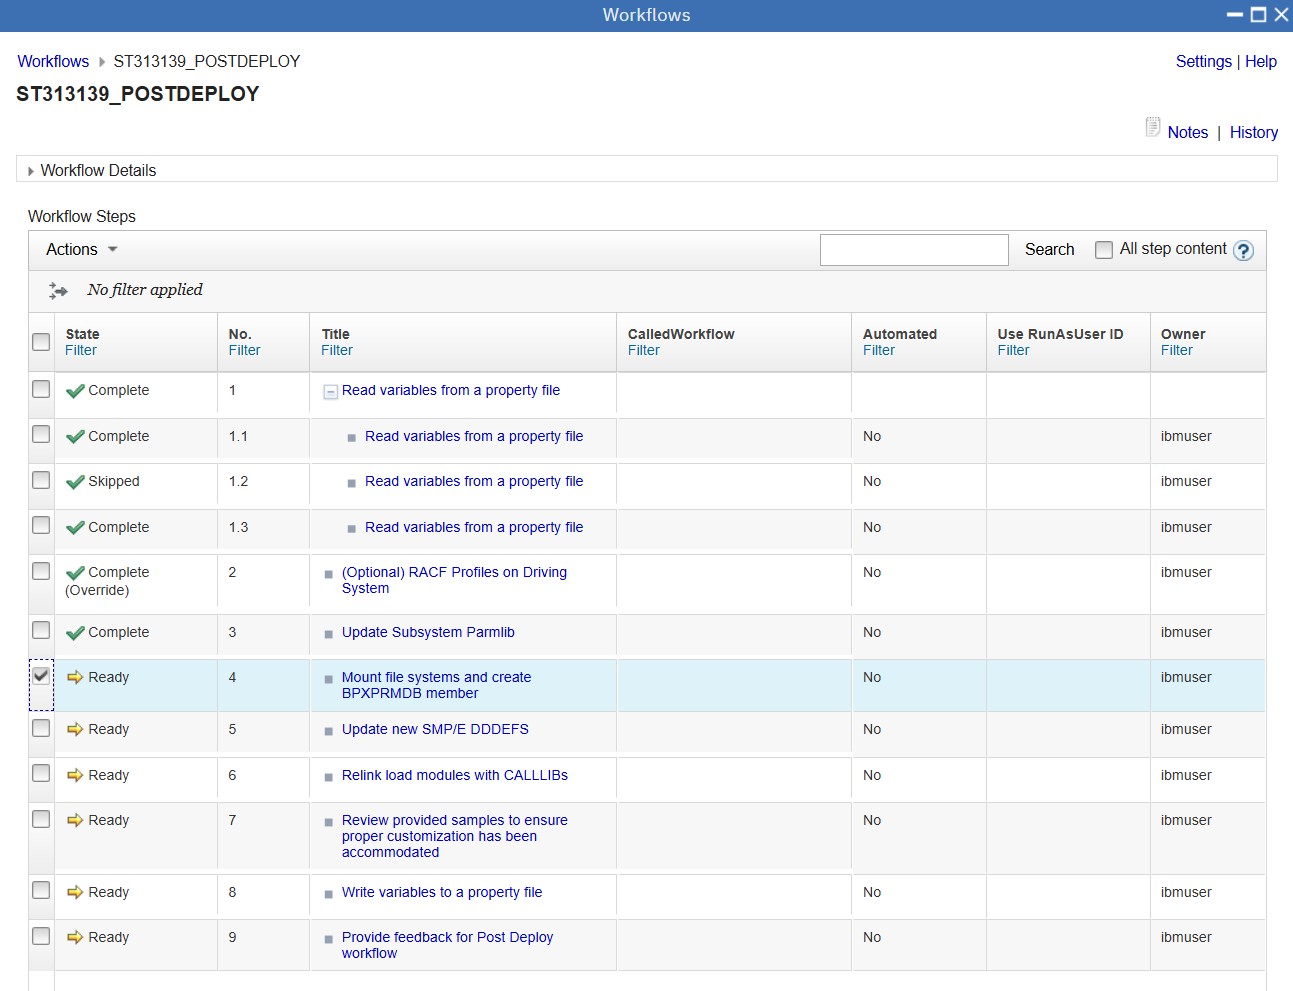 Workflows
Workflows ST313139_POSTDEPLOY
Settings | Help
ST313139_POSTDEPLOY
Notes | History
Workflow Details
Workflow Steps
Actions
Search
All step content
?
No filter applied
State No. Title CalledWorkflow Automated Use RunAsUser ID Owner
Filter Filter Filter Filter Filter Filter Filter
Complete 1 Read variables from a property file
Complete 1.1 Read variables from a property file No ibmuser
Skipped 1.2 Read variables from a property file No ibmuser
Complete 1.3 Read variables from a property file No ibmuser
Complete 2 (Optional) RACF Profiles on Driving No ibmuser
(Override) System
Complete 3 Update Subsystem Parmlib No ibmuser
Ready 4 Mount file systems and create No ibmuser
BPXPRMDB member
Ready 5 Update new SMP/E DDDEFS No ibmuser
Ready 6 Relink load modules with CALLLIBs No ibmuser
Ready 7 Review provided samples to ensure No ibmuser
proper customization has been
accommodated
Ready 8 Write variables to a property file No ibmuser
Ready 9 Provide feedback for Post Deploy No ibmuser
workflow